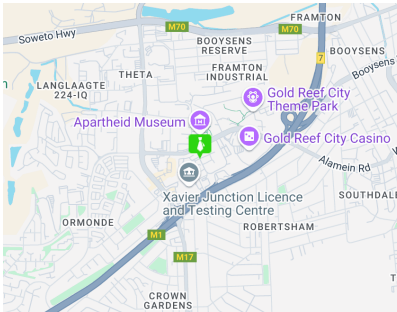 FRAMTON
Soweto Hwy
M70
M70
BOOYSENS
RESERVE
BOOYSENS
7
THETA
FRAMTON
INDUSTRIAL
Booysens
LANGLAAGTE
224-IQ
Gold Reef City
Theme Park
Apartheid Museum
Gold Reef City Casino
Alamein Rd
Xavier Junction Licence
and Testing Centre
SOUTHDALE
ORMONDE
ROBERTSHAM
M1
M17
CROWN
GARDENS